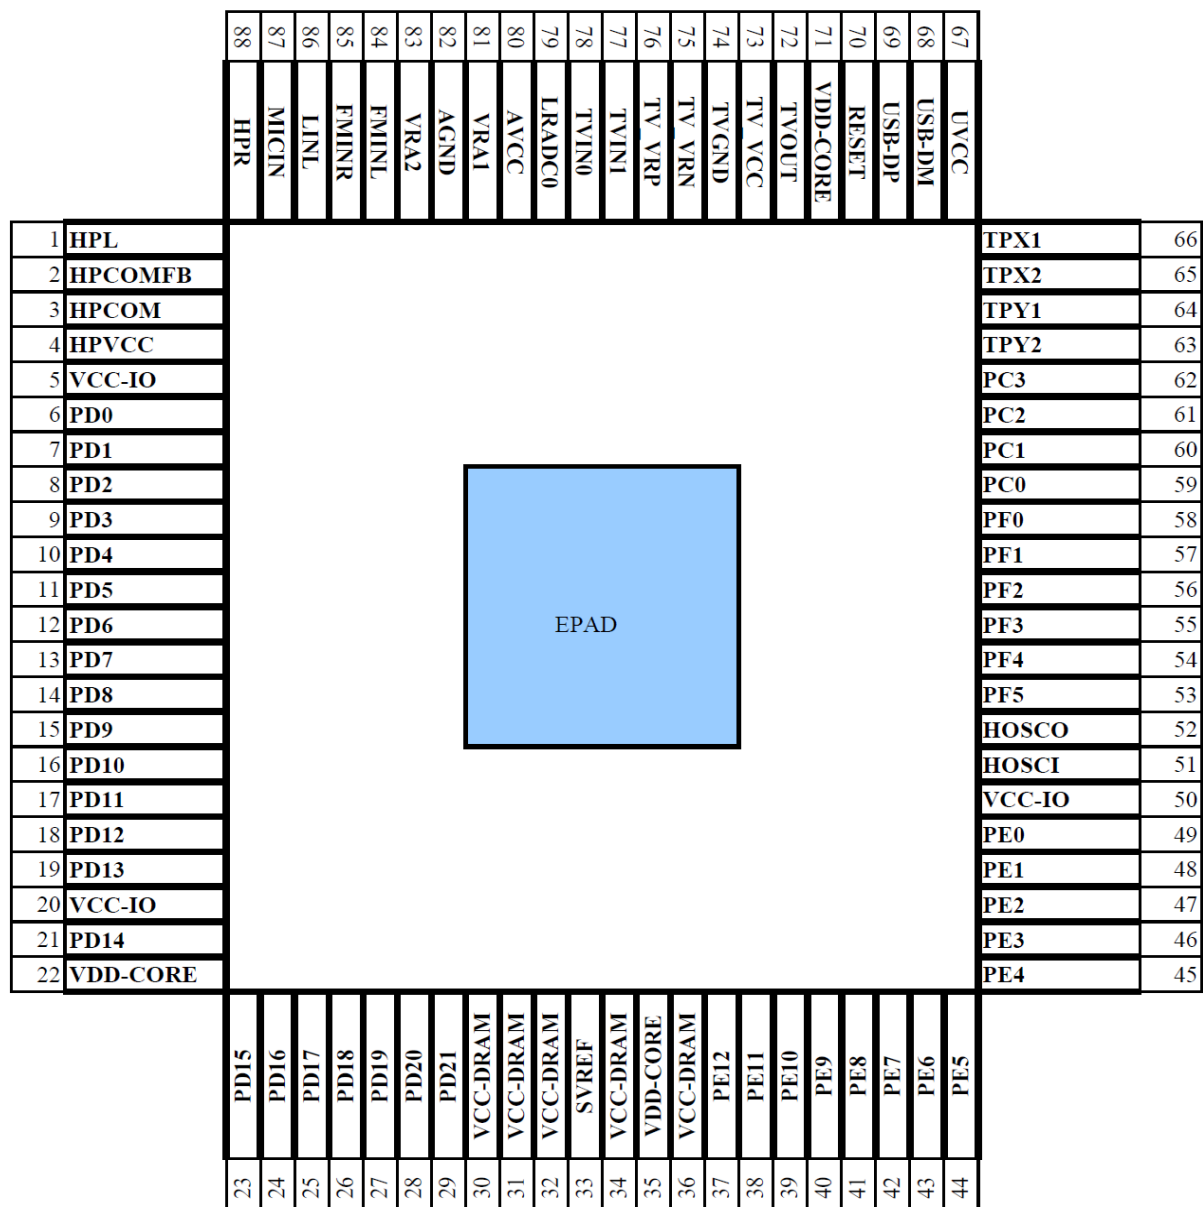 88 87 86 85 84 83 82 81 80 79 78 77 76 75 74 73 72 71 70 69 68 67
HPR MICIN LINL FMINR FMINL VRA2 AGND VRA1 AVCC LRADC0 TVIN0 TVIN1 TV_VRP TV_VRN TVGND TV_VCC TVOUT VDD-CORE RESET USB-DP USB-DM UVCC
1 HPL TPX1 66
2 HPCOMFB TPX2 65
3 HPCOM TPY1 64
4 HPVCC TPY2 63
5 VCC-IO PC3 62
6 PD0 PC2 61
7 PD1 PC1 60
8 PD2 PC0 59
9 PD3 PF0 58
10 PD4 PF1 57
11 PD5 PF2 56
12 PD6 EPAD PF3 55
13 PD7 PF4 54
14 PD8 PF5 53
15 PD9 HOSCO 52
16 PD10 HOSCI 51
17 PD11 VCC-IO 50
18 PD12 PE0 49
19 PD13 PE1 48
20 VCC-IO PE2 47
21 PD14 PE3 46
22 VDD-CORE PE4 45
PD15 PD16 PD17 PD18 PD19 PD20 PD21 VCC-DRAM VCC-DRAM VCC-DRAM SVREF VCC-DRAM VDD-CORE VCC-DRAM PE12 PE11 PE10 PE9 PE8 PE7 PE6 PE5
23 24 25 26 27 28 29 30 31 32 33 34 35 36 37 38 39 40 41 42 43 44